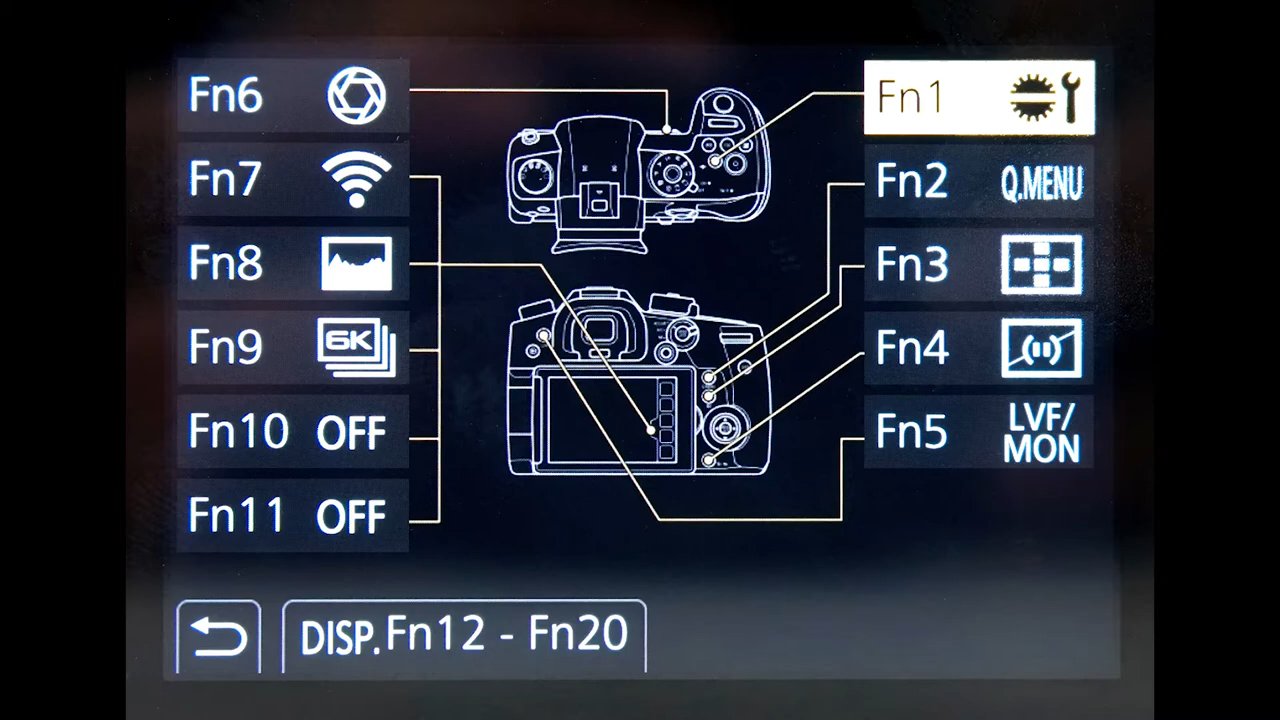 Fn6
Fn7
Fn8
Fn9 6K
Fn10 OFF
Fn11 OFF
Fn1
Fn2 Q.MENU
Fn3
Fn4
Fn5 LVF/
MON
DISP.Fn12 - Fn20